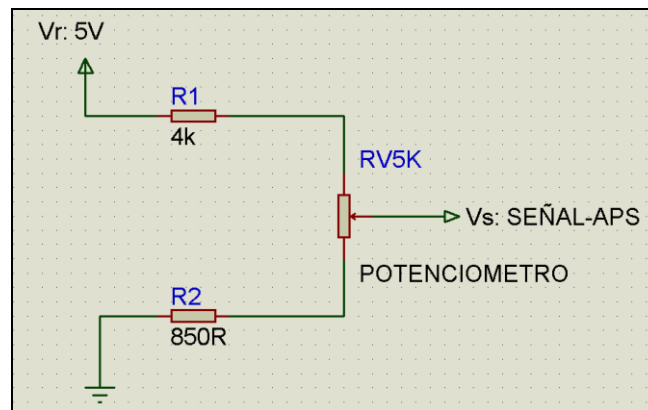 Vr: 5V
R1
4k
RV5K
Vs: SEÑAL-APS
POTENCIOMETRO
R2
850R